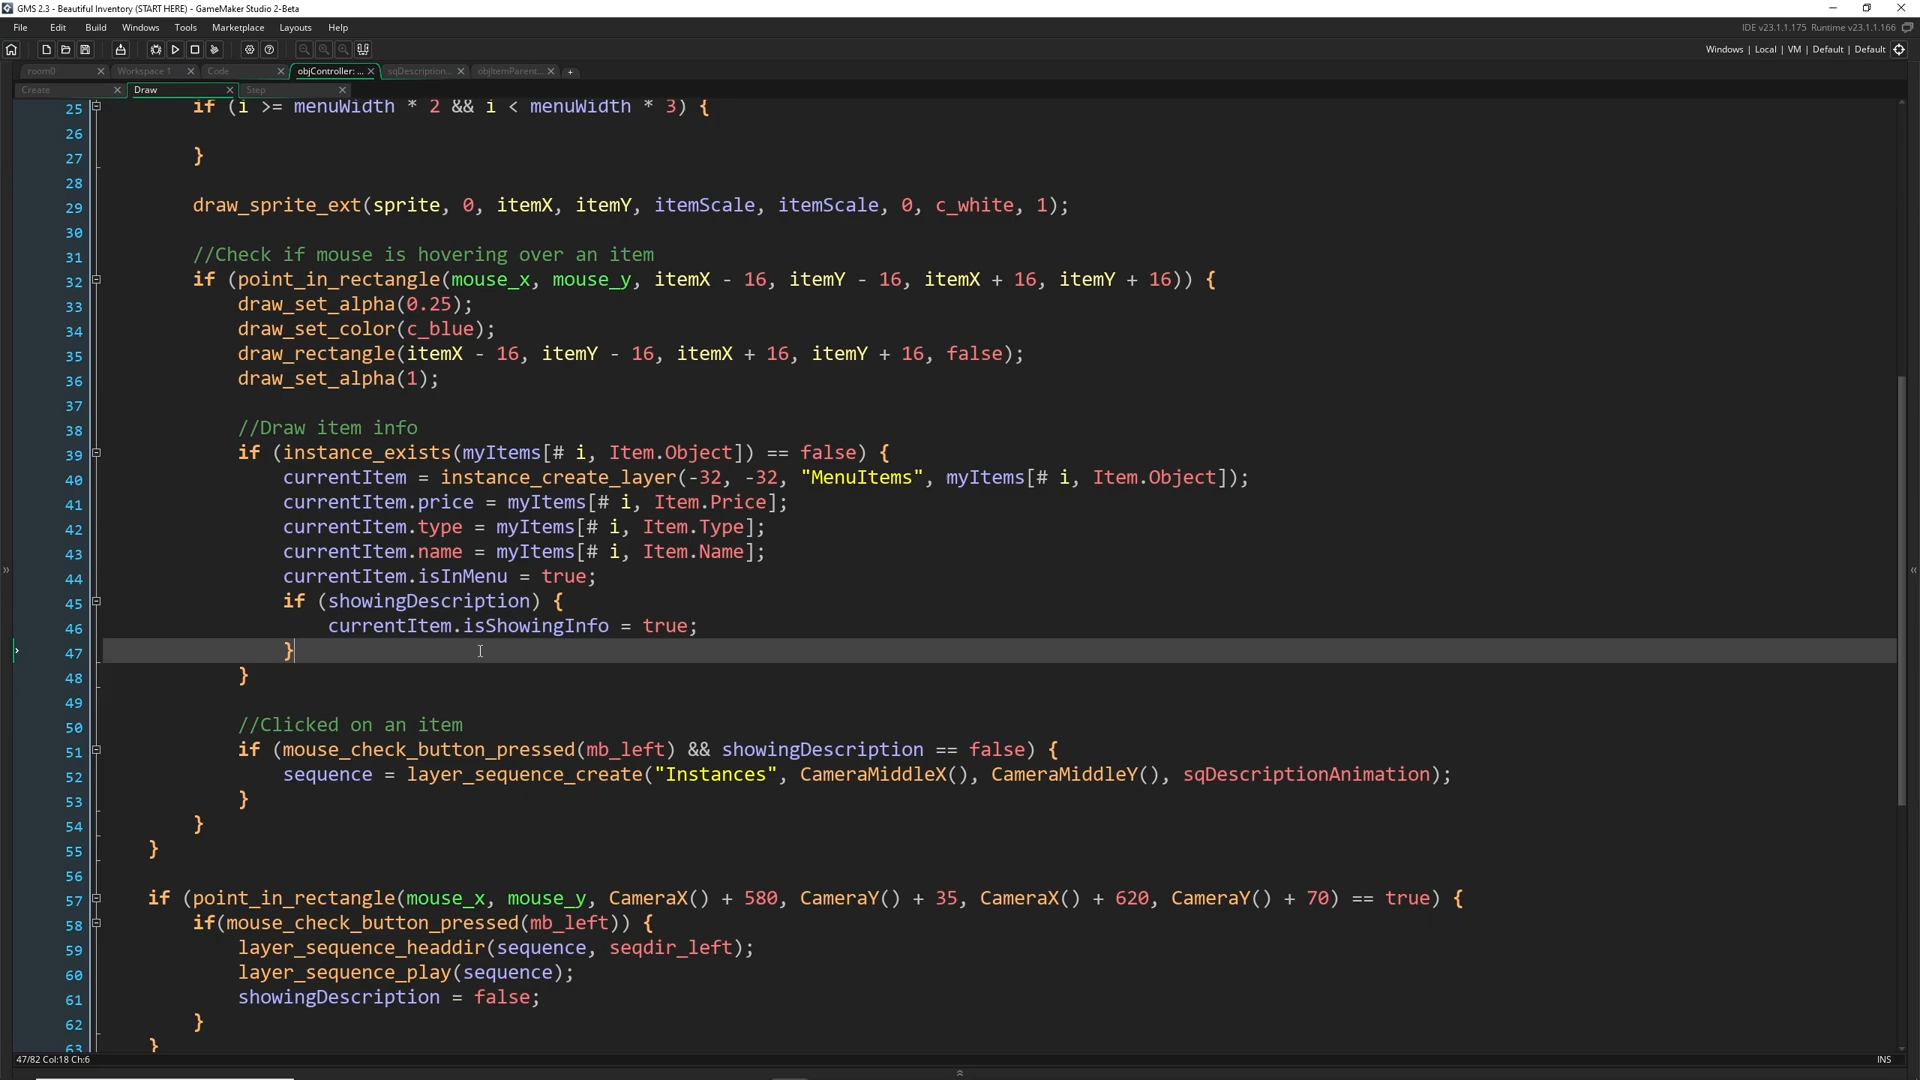 GMS 2.3 - Beautiful Inventory (START HERE) - GameMaker Studio 2-Beta
File Edit Build Windows Tools Marketplace Layouts Help
IDE v23.1.1.175 Runtime v23.1.1.166
Windows | Local | VM | Default | Default
room0 Workspace 1 Code objController: ... sqDescription... objItemParent...
Create Draw Step
25 if (i >= menuWidth * 2 && i < menuWidth * 3) {
26
27 }
28
29 draw_sprite_ext(sprite, 0, itemX, itemY, itemScale, itemScale, 0, c_white, 1);
30
31 //Check if mouse is hovering over an item
32 if (point_in_rectangle(mouse_x, mouse_y, itemX - 16, itemY - 16, itemX + 16, itemY + 16)) {
33 draw_set_alpha(0.25);
34 draw_set_color(c_blue);
35 draw_rectangle(itemX - 16, itemY - 16, itemX + 16, itemY + 16, false);
36 draw_set_alpha(1);
37
38 //Draw item info
39 if (instance_exists(myItems[# i, Item.Object]) == false) {
40 currentItem = instance_create_layer(-32, -32, "MenuItems", myItems[# i, Item.Object]);
41 currentItem.price = myItems[# i, Item.Price];
42 currentItem.type = myItems[# i, Item.Type];
43 currentItem.name = myItems[# i, Item.Name];
44 currentItem.isInMenu = true;
45 if (showingDescription) {
46 currentItem.isShowingInfo = true;
47 }
48 }
49
50 //Clicked on an item
51 if (mouse_check_button_pressed(mb_left) && showingDescription == false) {
52 sequence = layer_sequence_create("Instances", CameraMiddleX(), CameraMiddleY(), sqDescriptionAnimation);
53 }
54 }
55 }
56
57 if (point_in_rectangle(mouse_x, mouse_y, CameraX() + 580, CameraY() + 35, CameraX() + 620, CameraY() + 70) == true) {
58 if(mouse_check_button_pressed(mb_left)) {
59 layer_sequence_headdir(sequence, seqdir_left);
60 layer_sequence_play(sequence);
61 showingDescription = false;
62 }
63 }
47/82 Col:18 Ch:6 INS